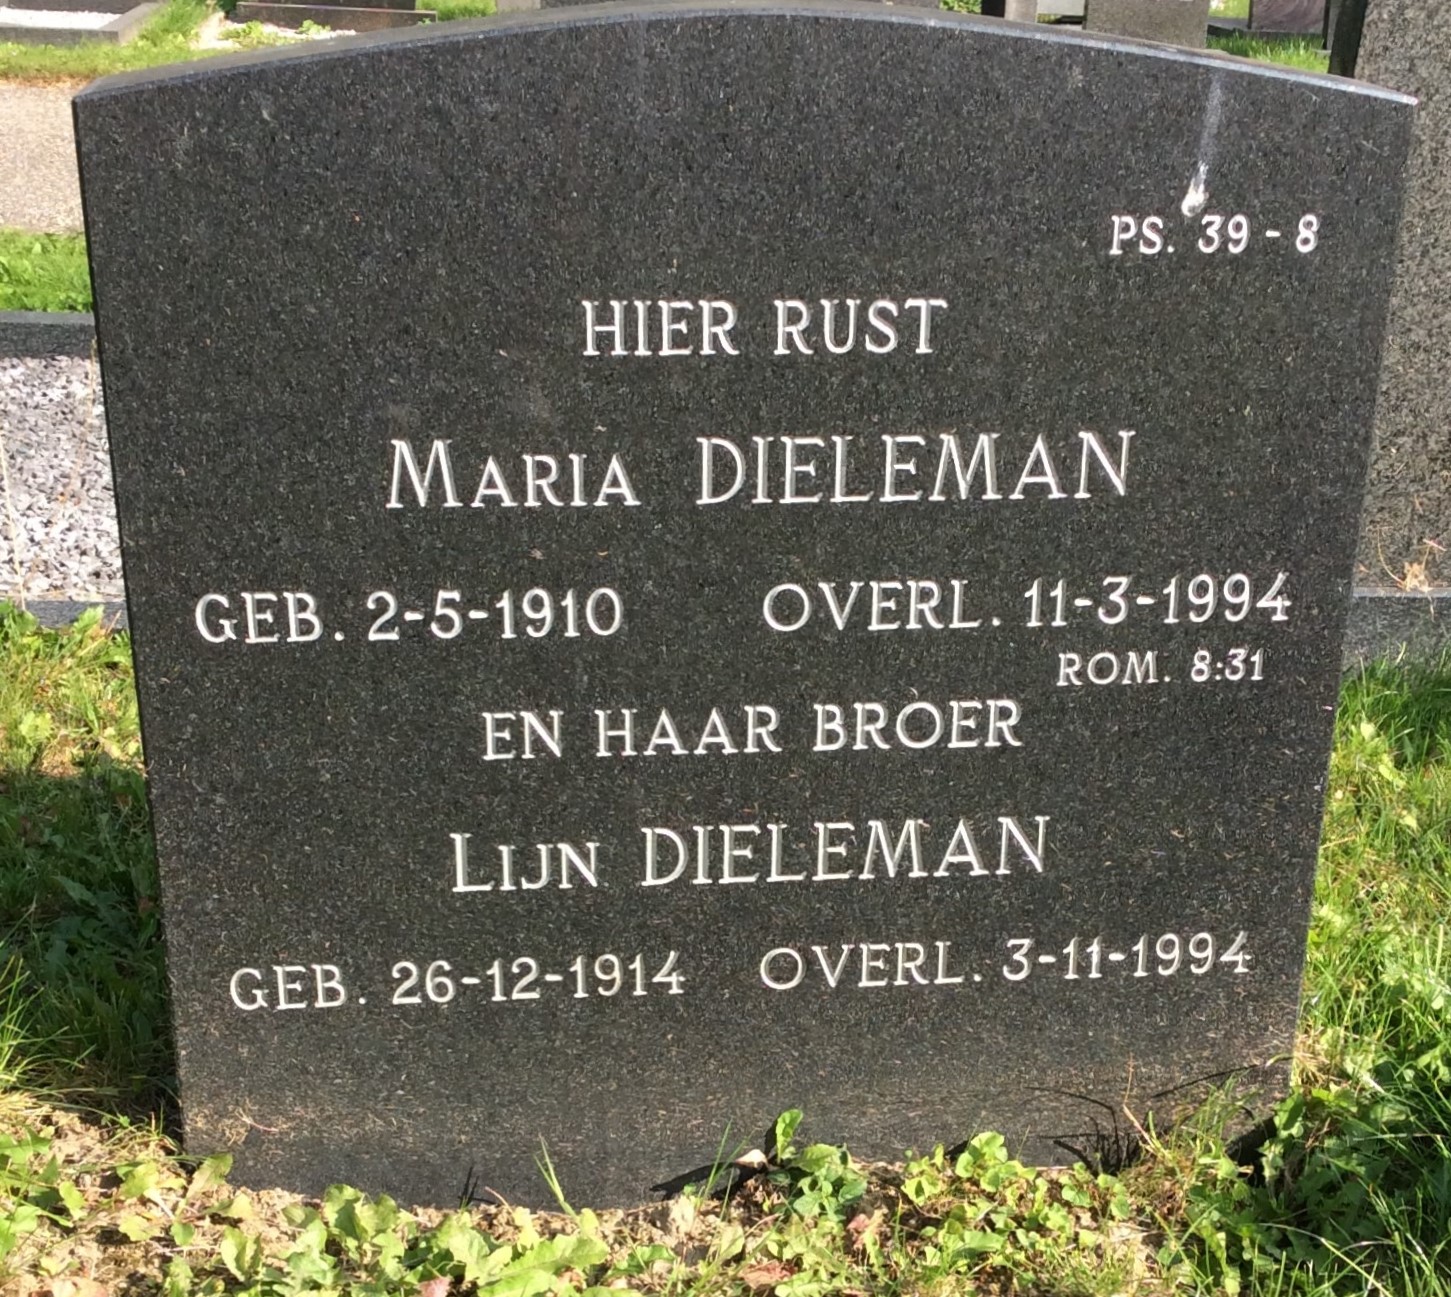 PS. 39 - 8
HIER RUST
MARIA DIELEMAN
GEB. 2-5-1910 OVERL. 11-3-1994
ROM. 8:31
EN HAAR BROER
LIJN DIELEMAN
GEB. 26-12-1914 OVERL. 3-11-1994